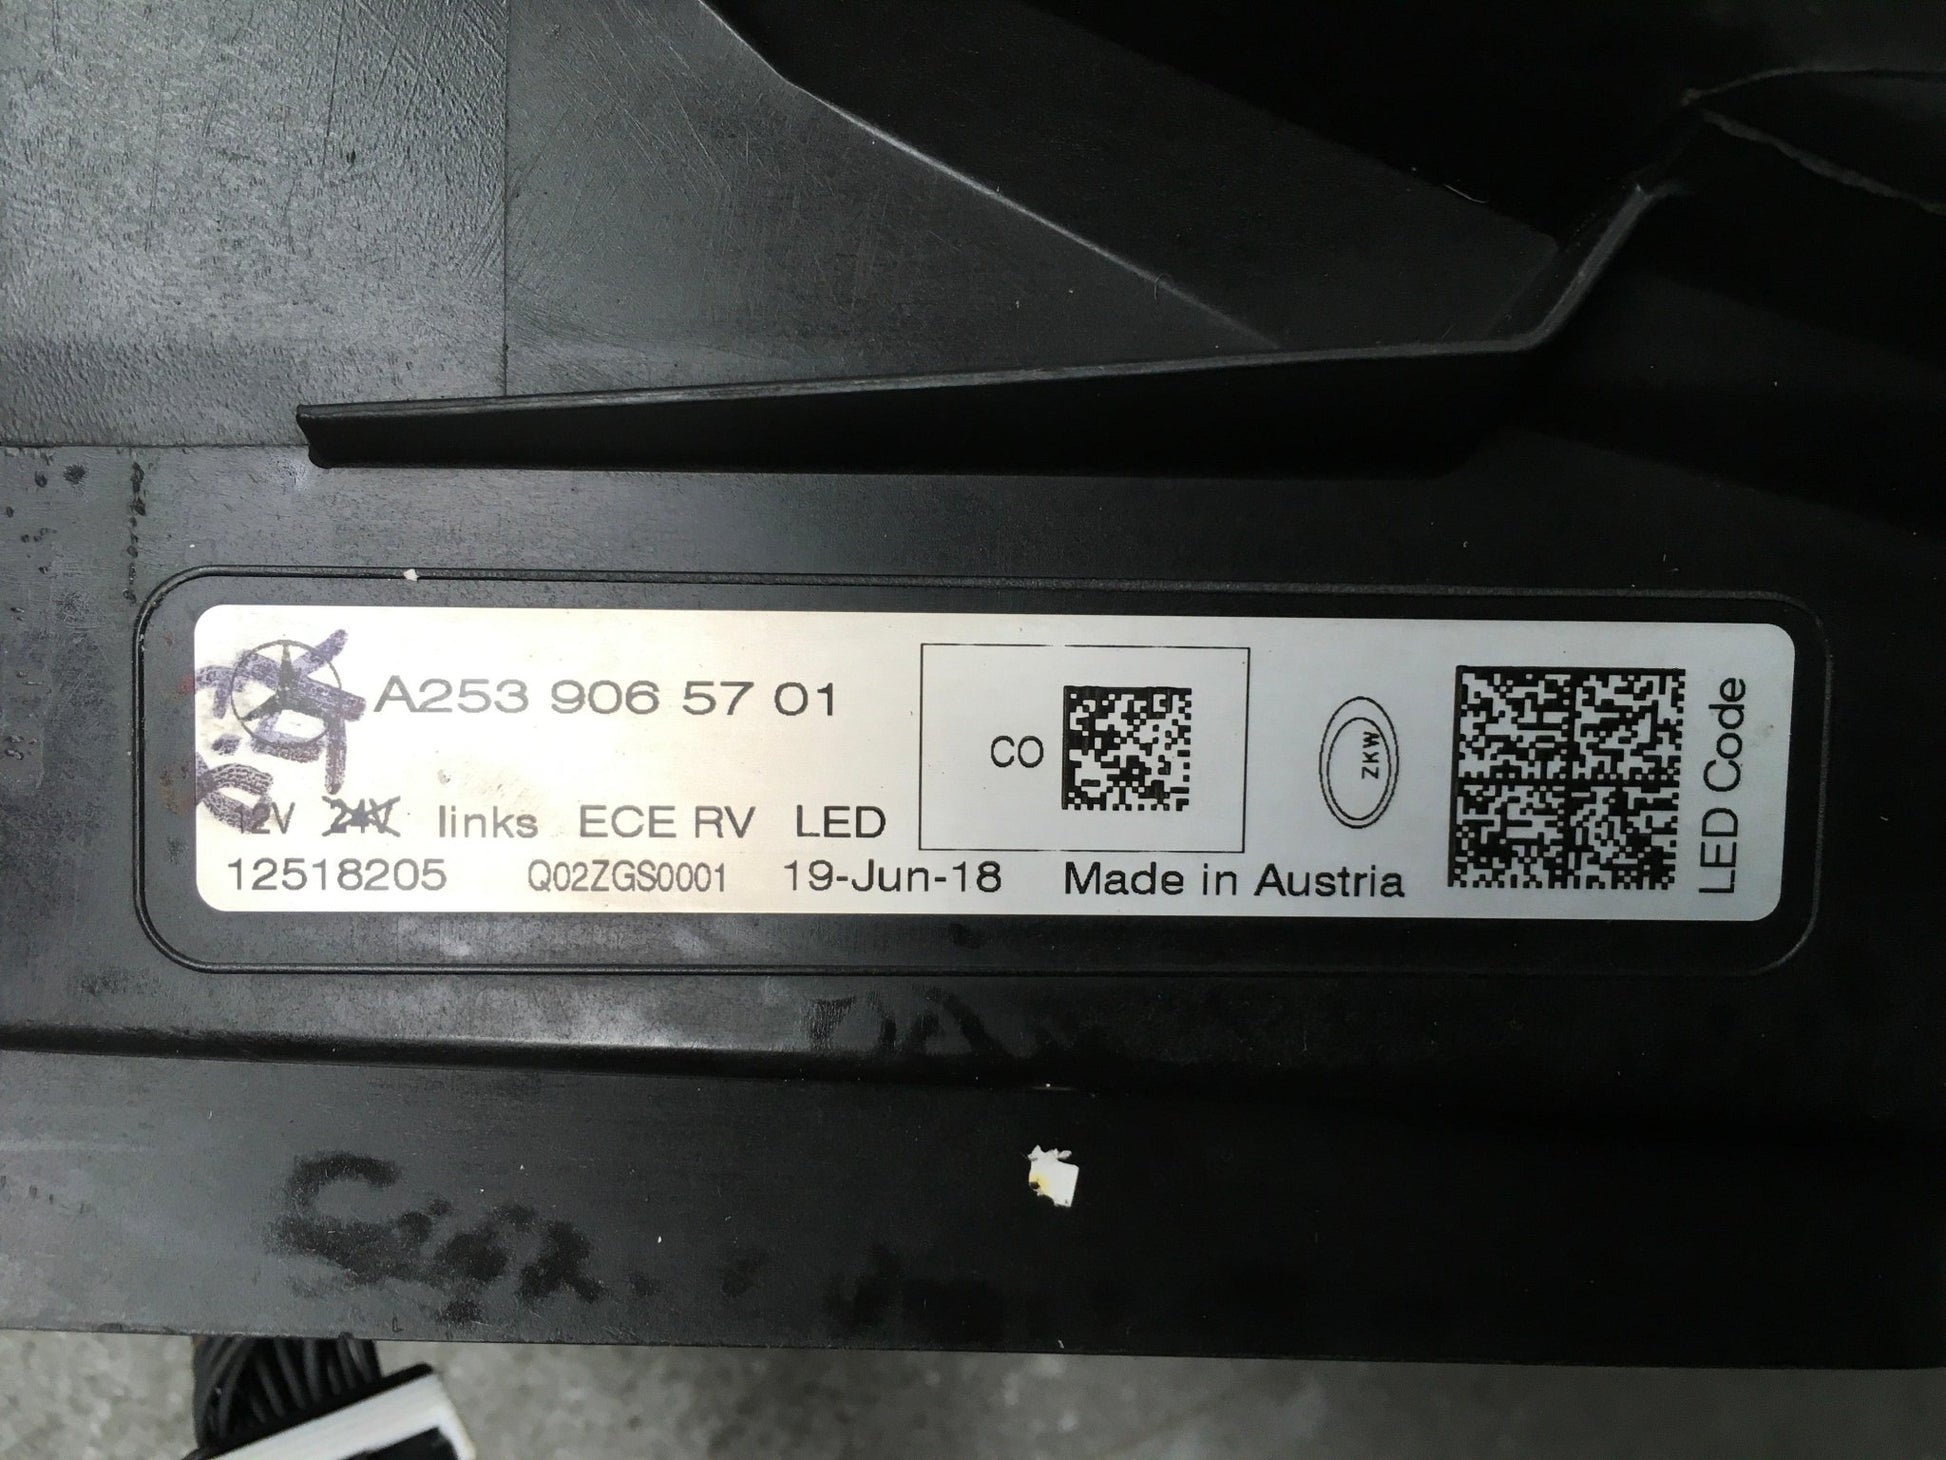 A253 906 57 01
CO
ZKW
12V 24V links ECE RV LED
12518205 Q02ZGS0001 19-Jun-18 Made in Austria
LED Code